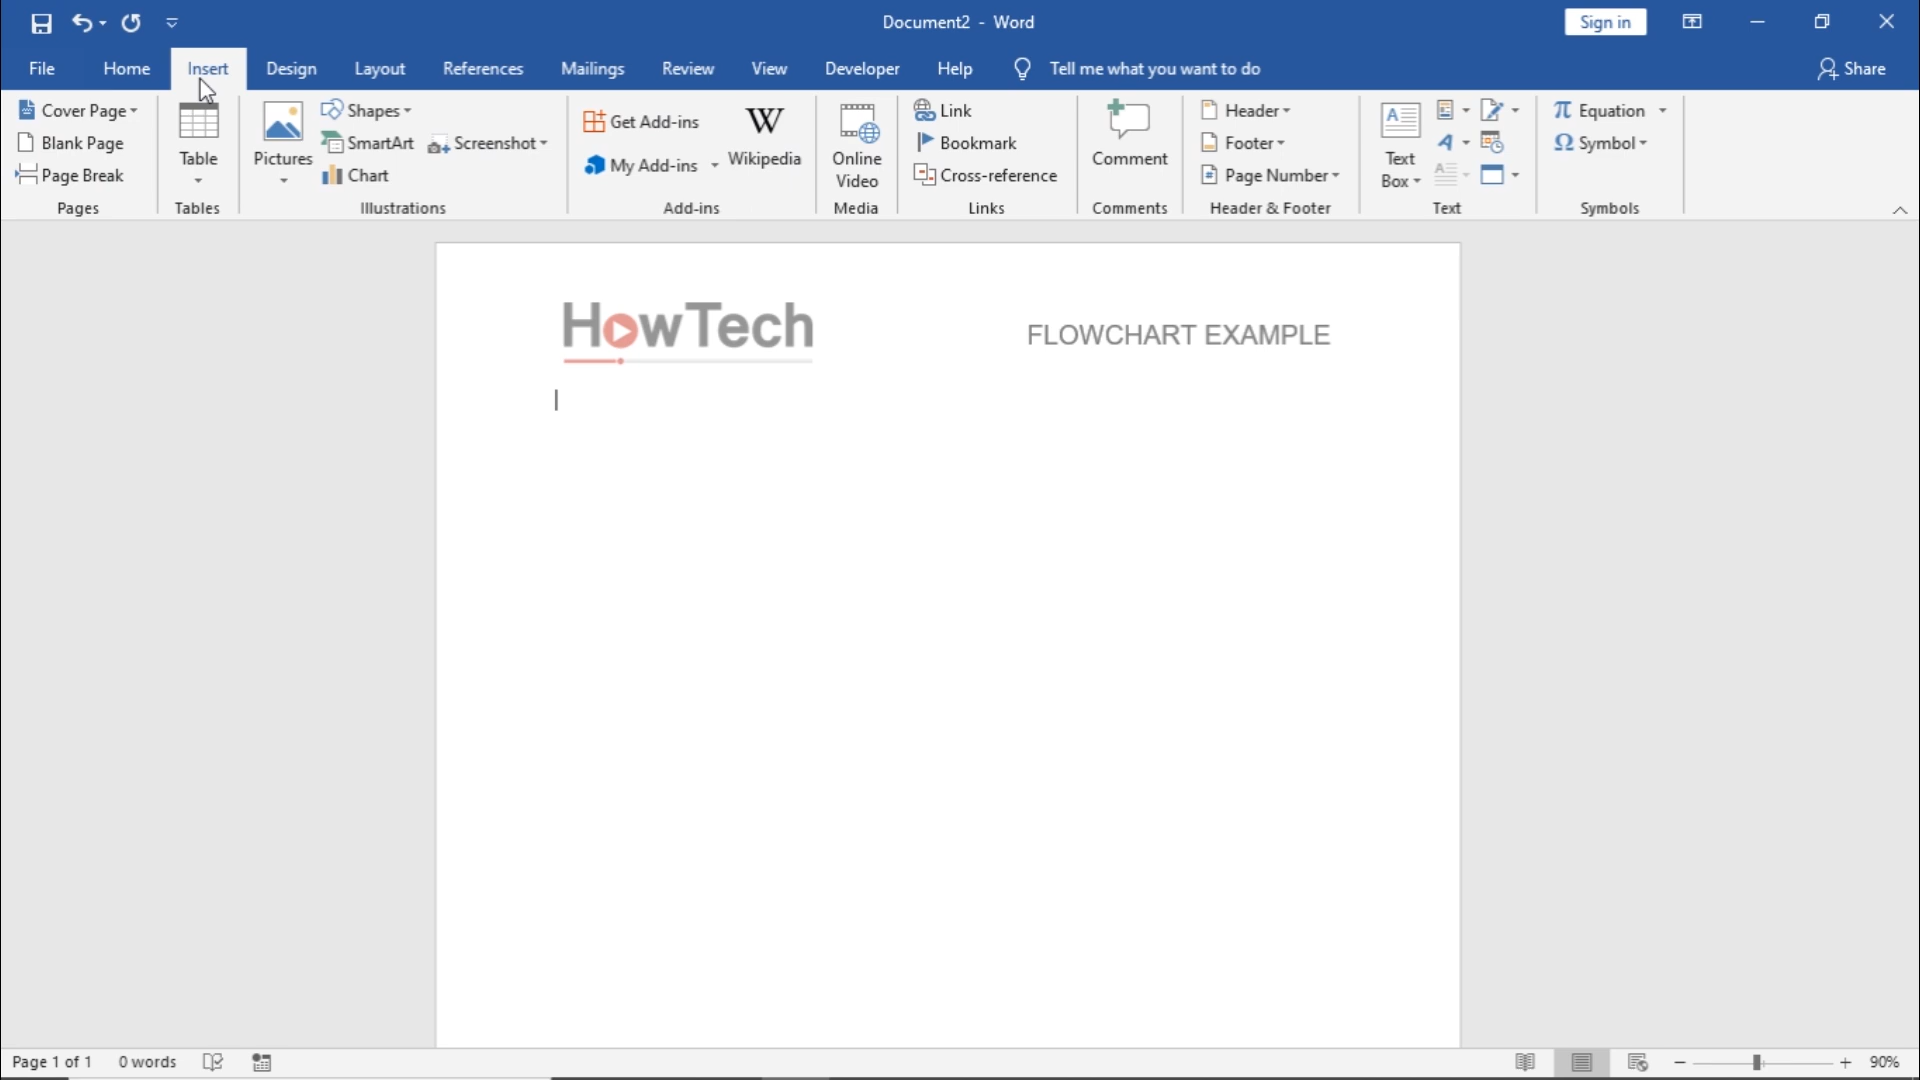 Document2 - Word
Sign in
File Home Insert Design Layout References Mailings Review View Developer Help Tell me what you want to do Share
Cover Page
Blank Page
Page Break
Pages
Table
Tables
Pictures
Shapes
SmartArt
Chart
Screenshot
Illustrations
Get Add-ins
My Add-ins
W
Wikipedia
Add-ins
Online
Video
Media
Link
Bookmark
Cross-reference
Links
Comment
Comments
Header
Footer
Page Number
Header & Footer
Text
Box
Text
π Equation
Ω Symbol
Symbols
HowTech
FLOWCHART EXAMPLE
Page 1 of 1 0 words
90%